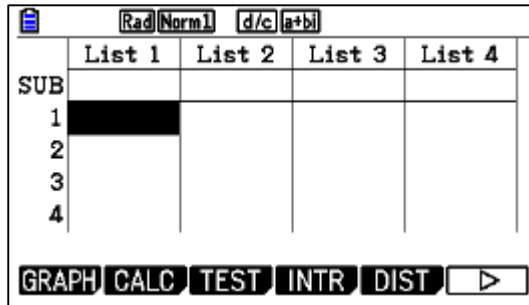 Rad Norm1 d/c a+bi
List 1 List 2 List 3 List 4
SUB
1
2
3
4
GRAPH CALC TEST INTR DIST ▷